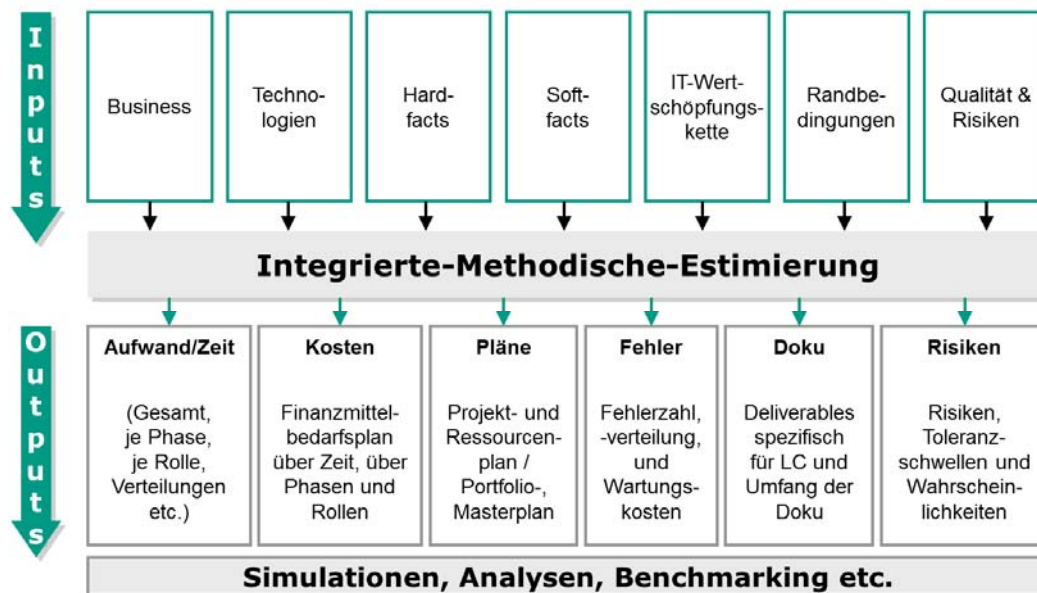 Inputs
Business
Techno-
logien
Hard-
facts
Soft-
facts
IT-Wert-
schöpfungs-
kette
Randbe-
dingungen
Qualität &
Risiken
Integrierte-Methodische-Estimierung
Outputs
Aufwand/Zeit
(Gesamt,
je Phase,
je Rolle,
Verteilungen
etc.)
Kosten
Finanzmittel-
bedarfsplan
über Zeit, über
Phasen und
Rollen
Pläne
Projekt- und
Ressourcen-
plan /
Portfolio-,
Masterplan
Fehler
Fehlerzahl,
-verteilung,
und
Wartungs-
kosten
Doku
Deliverables
spezifisch
für LC und
Umfang der
Doku
Risiken
Risiken,
Toleranz-
schwellen und
Wahrschein-
lichkeiten
Simulationen, Analysen, Benchmarking etc.